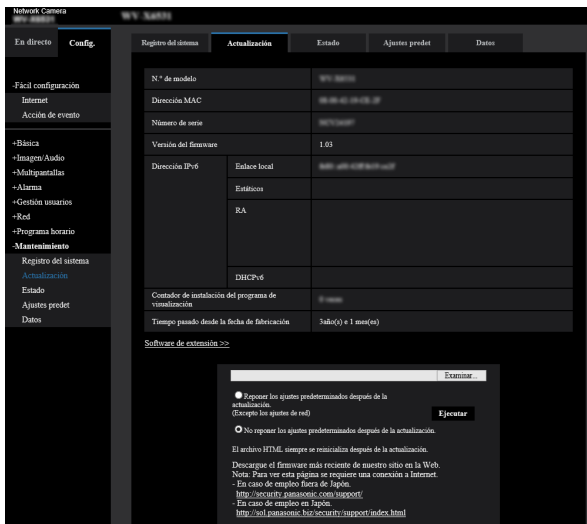 Network Camera
En directo
Config.
-Fácil configuración
Internet
Acción de evento
+Básica
+Imagen/Audio
+Multipantallas
+Alarma
+Gestión usuarios
+Red
+Programa horario
-Mantenimiento
Registro del sistema
Actualización
Estado
Ajustes predet
Datos
Registro del sistema
Actualización
Estado
Ajustes predet
Datos
N.º de modelo
Dirección MAC
Número de serie
Versión del firmware
1.03
Dirección IPv6
Enlace local
Estáticos
RA
DHCPv6
Contador de instalación del programa de
visualización
Tiempo pasado desde la fecha de fabricación
3año(s) e 1 mes(es)
Software de extensión >>
Examinar...
Reponer los ajustes predeterminados después de la
actualización.
(Excepto los ajustes de red)
Ejecutar
No reponer los ajustes predeterminados después de la actualización.
El archivo HTML siempre se reinicializa después de la actualización.
Descargue el firmware más reciente de nuestro sitio en la Web.
Nota: Para ver esta página se requiere una conexión a Internet.
- En caso de empleo fuera de Japón.
http://security.panasonic.com/support/
- En caso de empleo en Japón.
http://sol.panasonic.biz/security/support/index.html